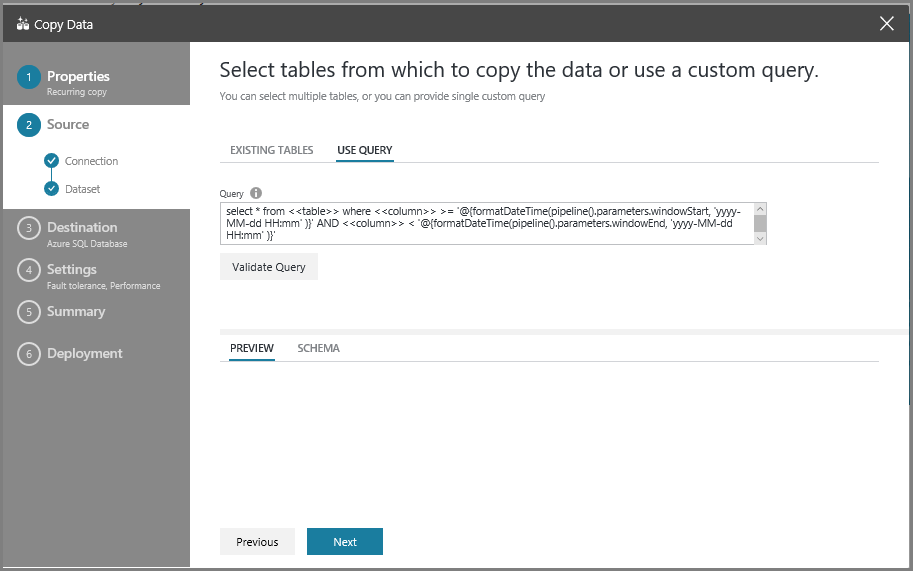 Copy Data
1 Properties
Recurring copy
2 Source
Connection
Dataset
3 Destination
Azure SQL Database
4 Settings
Fault tolerance, Performance
5 Summary
6 Deployment
Select tables from which to copy the data or use a custom query.
You can select multiple tables, or you can provide single custom query
EXISTING TABLES USE QUERY
Query
select * from <<table>> where <<column>> >= '@{formatDateTime(pipeline().parameters.windowStart, 'yyyy-
MM-dd HH:mm' )}' AND <<column>> < '@{formatDateTime(pipeline().parameters.windowEnd, 'yyyy-MM-dd
HH:mm' )}'
Validate Query
PREVIEW SCHEMA
Previous Next